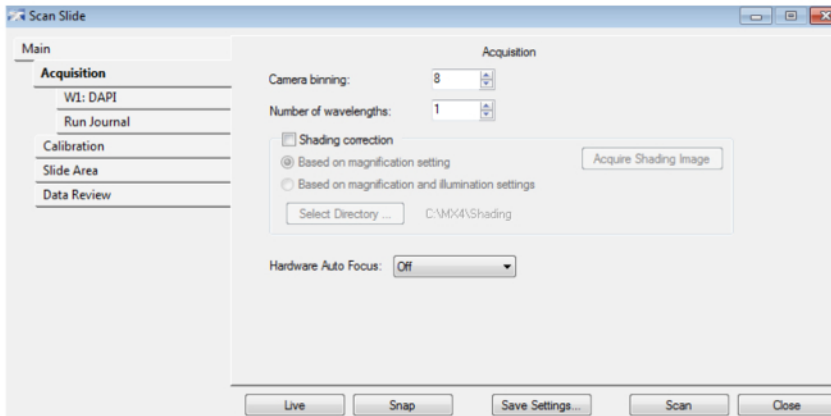 Scan Slide
Main
Acquisition
W1: DAPI
Run Journal
Calibration
Slide Area
Data Review
Acquisition
Camera binning: 8
Number of wavelengths: 1
Shading correction
Based on magnification setting
Acquire Shading Image
Based on magnification and illumination settings
Select Directory ... C:\MX4\Shading
Hardware Auto Focus: Off
Live Snap Save Settings... Scan Close